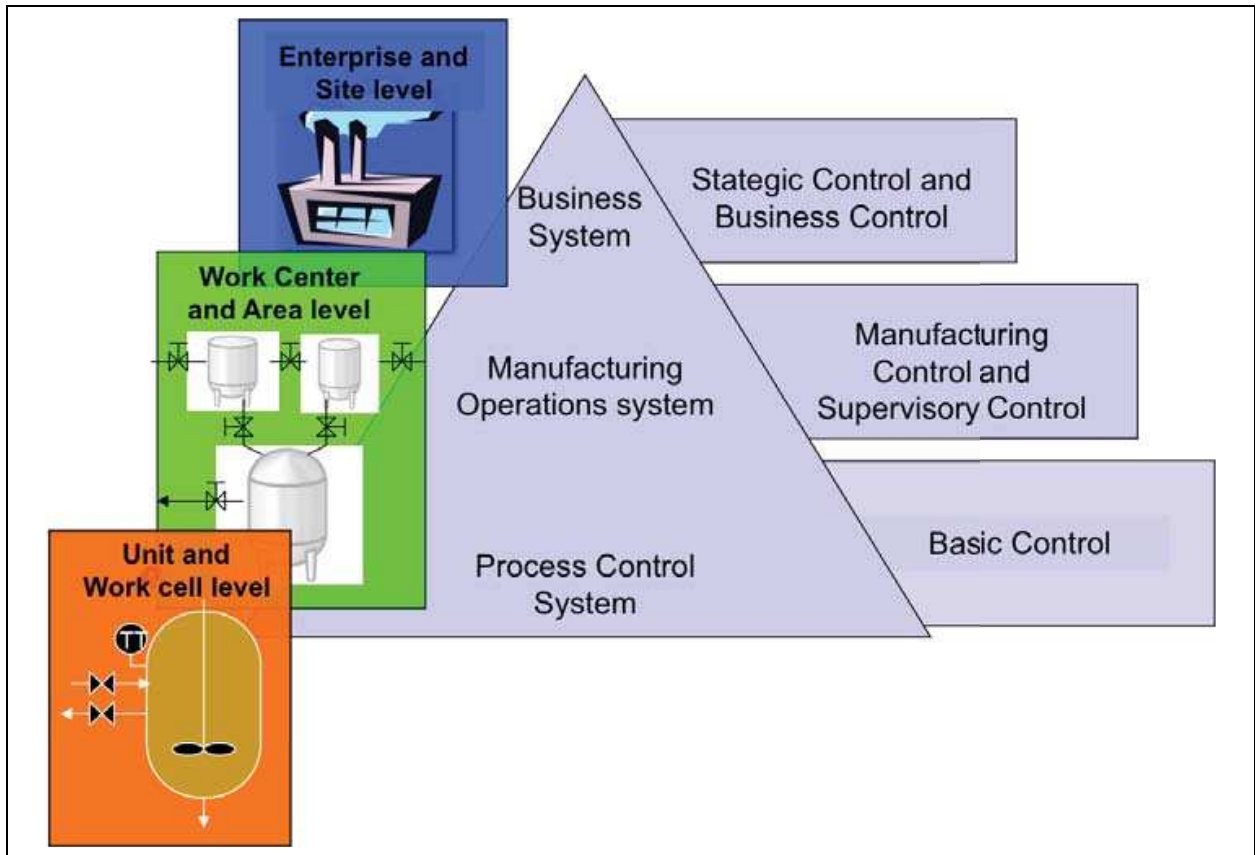 Enterprise and
Site level
Business
System
Stategic Control and
Business Control
Work Center
and Area level
Manufacturing
Operations system
Manufacturing
Control and
Supervisory Control
Unit and
Work cell level
TT
Process Control
System
Basic Control